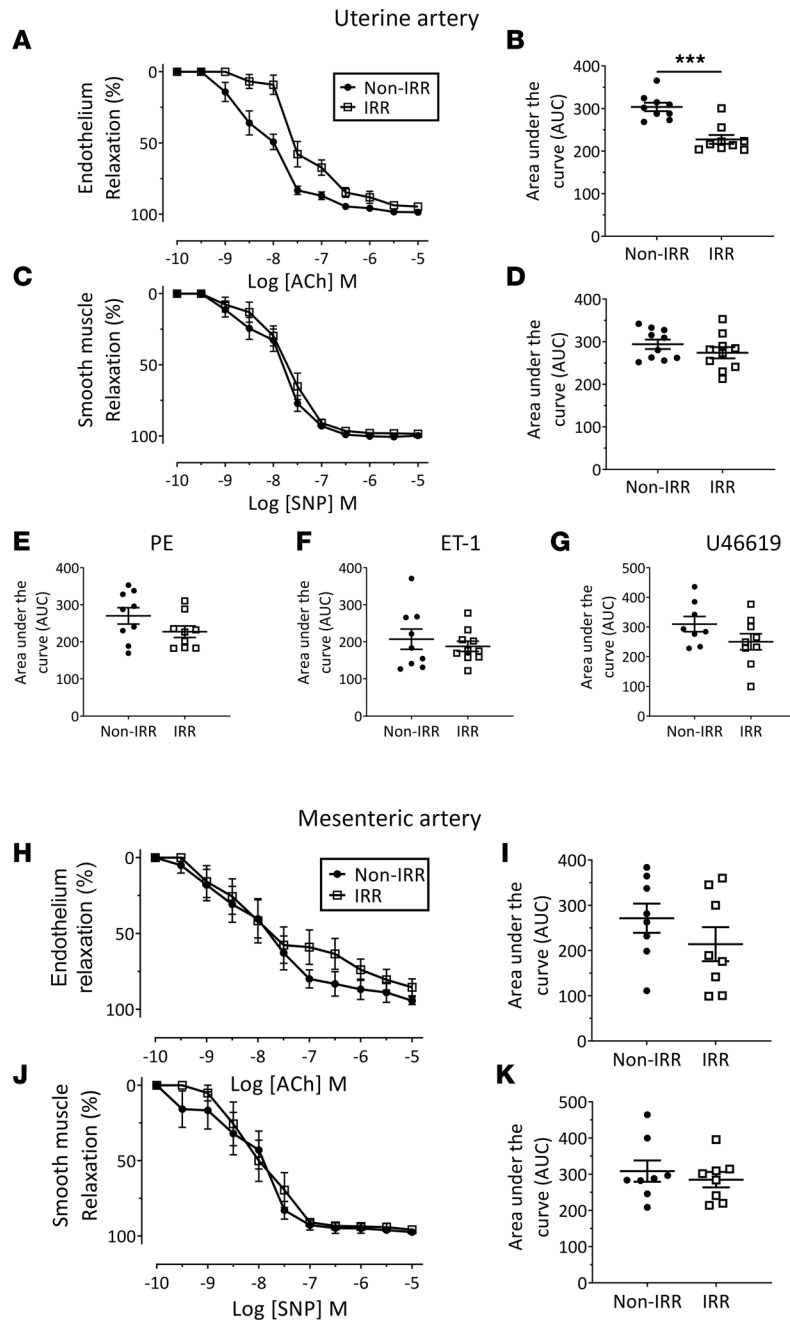 Uterine artery
A
Endothelium
Relaxation (%)
0
50
100
Non-IRR
IRR
-10 -9 -8 -7 -6 -5
Log [ACh] M
B
Area under the
curve (AUC)
400
300
200
100
0
***
Non-IRR IRR
C
Smooth muscle
Relaxation (%)
0
50
100
-10 -9 -8 -7 -6 -5
Log [SNP] M
D
Area under the
curve (AUC)
400
300
200
100
0
Non-IRR IRR
E
PE
Area under the
curve (AUC)
400
300
200
100
0
Non-IRR IRR
F
ET-1
Area under the
curve (AUC)
400
300
200
100
0
Non-IRR IRR
G
U46619
Area under the
curve (AUC)
500
400
300
200
100
0
Non-IRR IRR
Mesenteric artery
H
Endothelium
relaxation (%)
0
50
100
Non-IRR
IRR
-10 -9 -8 -7 -6 -5
Log [ACh] M
I
Area under the
curve (AUC)
400
300
200
100
0
Non-IRR IRR
J
Smooth muscle
Relaxation (%)
0
50
100
-10 -9 -8 -7 -6 -5
Log [SNP] M
K
Area under the
curve (AUC)
500
400
300
200
100
0
Non-IRR IRR